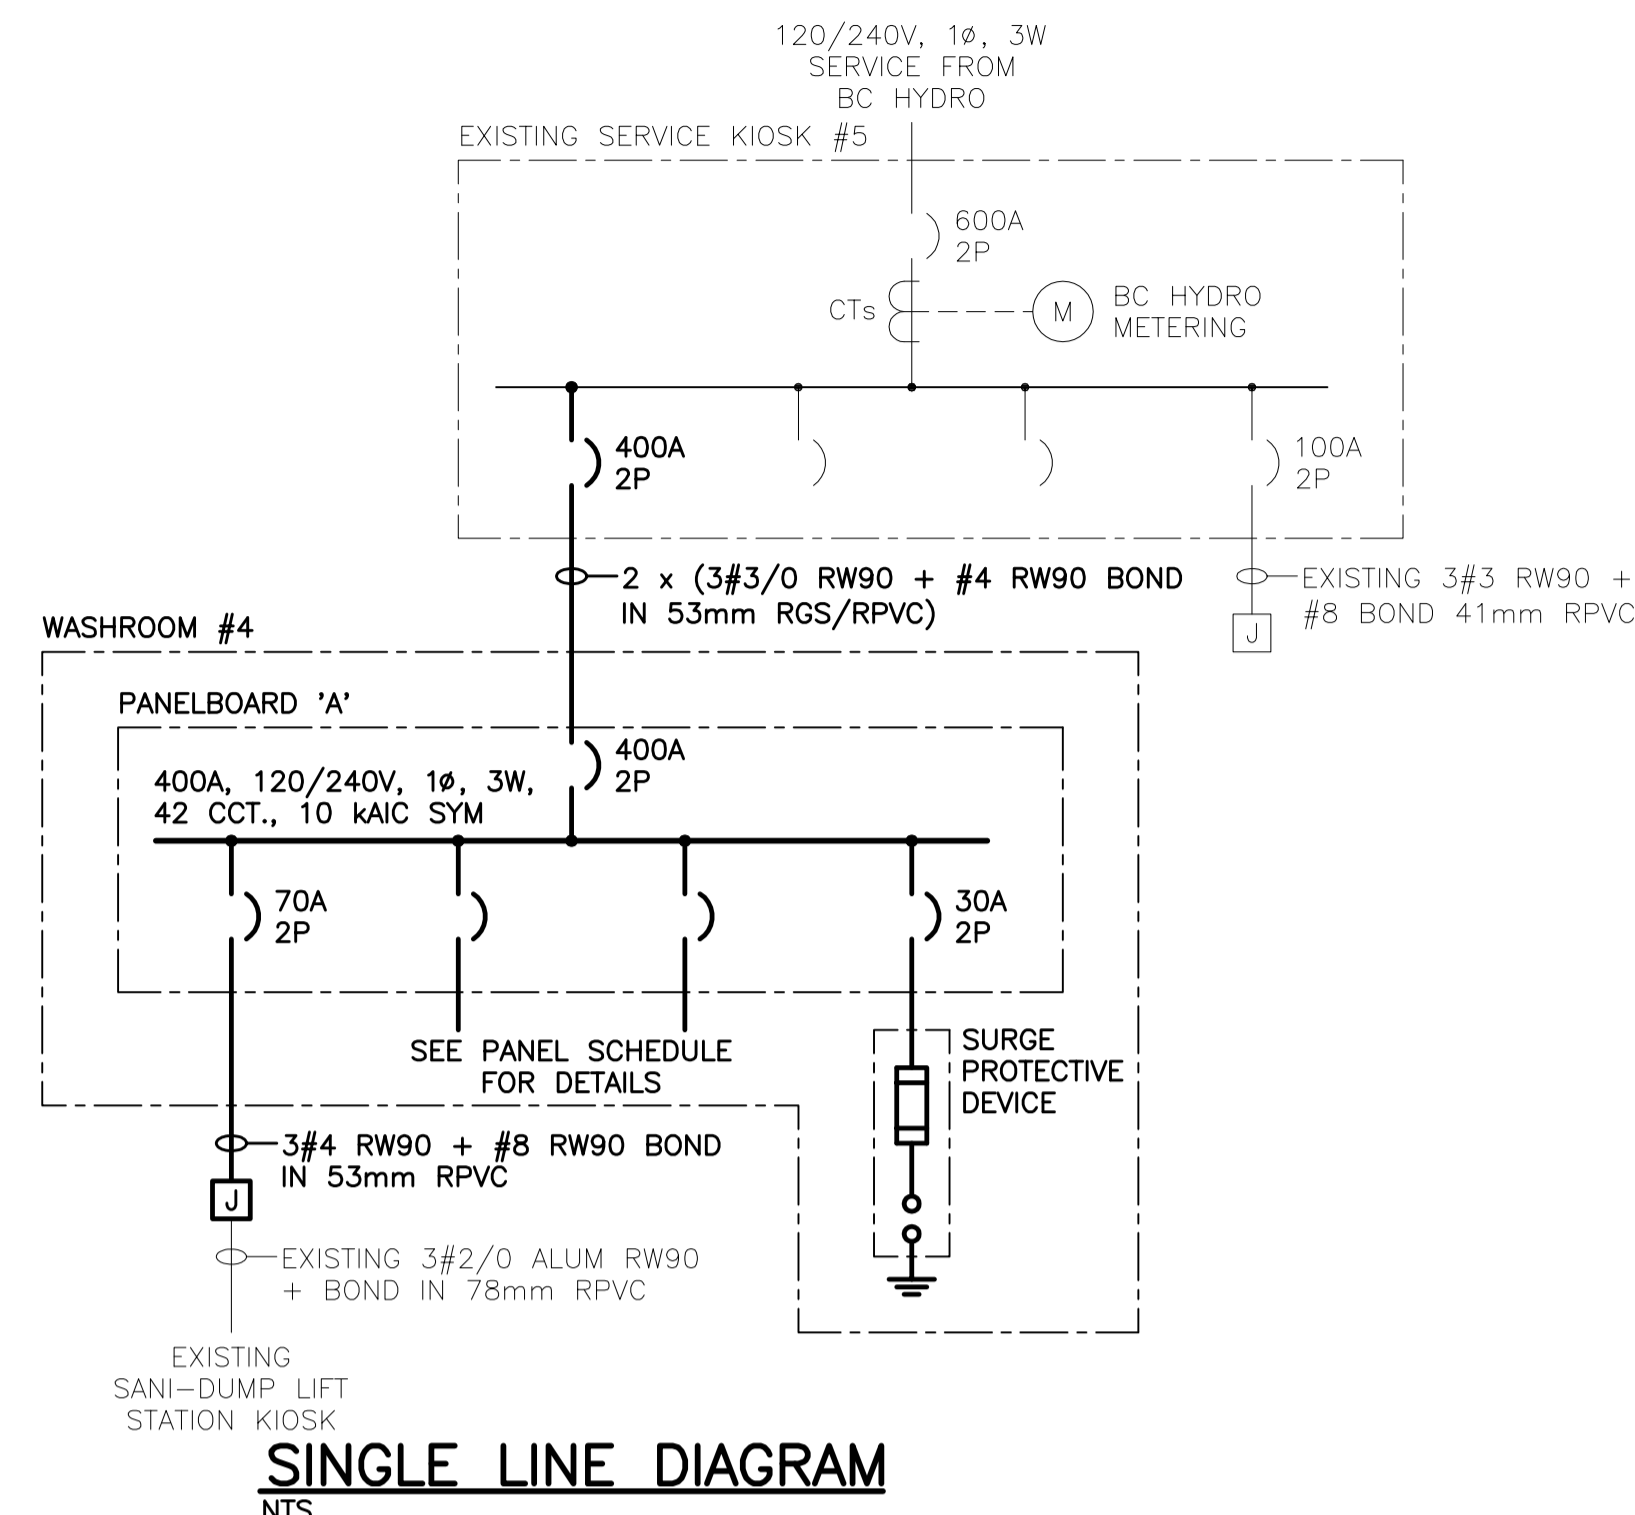 120/240V, 1ø, 3W
SERVICE FROM
BC HYDRO
EXISTING SERVICE KIOSK #5
600A
2P
CTs
M
BC HYDRO
METERING
400A
2P
100A
2P
2 x (3#3/0 RW90 + #4 RW90 BOND
IN 53mm RGS/RPVC)
EXISTING 3#3 RW90 +
#8 BOND 41mm RPVC
J
WASHROOM #4
PANELBOARD 'A'
400A
2P
400A, 120/240V, 1ø, 3W,
42 CCT., 10 kAIC SYM
70A
2P
30A
2P
SEE PANEL SCHEDULE
FOR DETAILS
SURGE
PROTECTIVE
DEVICE
3#4 RW90 + #8 RW90 BOND
IN 53mm RPVC
J
EXISTING 3#2/0 ALUM RW90
+ BOND IN 78mm RPVC
EXISTING
SANI-DUMP LIFT
STATION KIOSK
SINGLE LINE DIAGRAM
NTS